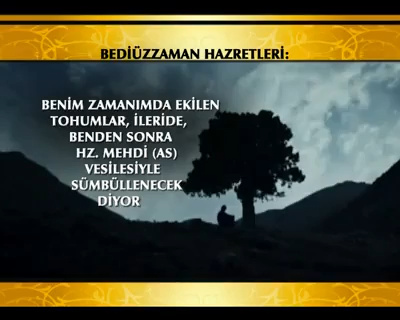 BEDİÜZZAMAN HAZRETLERİ:
BENİM ZAMANIMDA EKİLEN
TOHUMLAR, İLERİDE,
BENDEN SONRA
HZ. MEHDİ (AS)
VESİLESİYLE
SÜMBÜLLENECEK
DİYOR